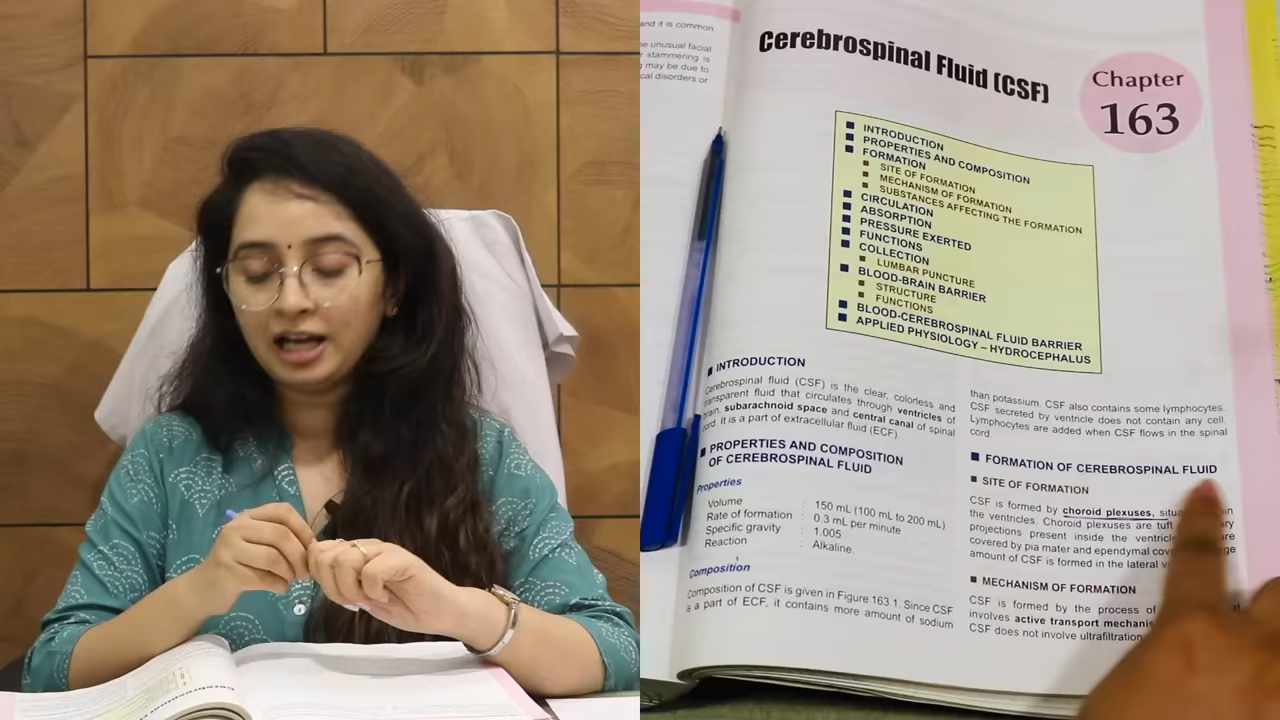 and it is common
e unusual facial
stammering is
may be due to
cal disorders or
Cerebrospinal Fluid (CSF)
Chapter
163
INTRODUCTION
PROPERTIES AND COMPOSITION
FORMATION
SITE OF FORMATION
MECHANISM OF FORMATION
SUBSTANCES AFFECTING THE FORMATION
CIRCULATION
ABSORPTION
PRESSURE EXERTED
FUNCTIONS
COLLECTION
LUMBAR PUNCTURE
BLOOD-BRAIN BARRIER
STRUCTURE
FUNCTIONS
BLOOD-CEREBROSPINAL FLUID BARRIER
APPLIED PHYSIOLOGY – HYDROCEPHALUS
INTRODUCTION
Cerebrospinal fluid (CSF) is the clear, colorless and
transparent fluid that circulates through ventricles of
brain, subarachnoid space and central canal of spinal
cord. It is a part of extracellular fluid (ECF).
PROPERTIES AND COMPOSITION
OF CEREBROSPINAL FLUID
Properties
Volume : 150 mL (100 mL to 200 mL)
Rate of formation : 0.3 mL per minute
Specific gravity : 1.005
Reaction : Alkaline.
Composition
Composition of CSF is given in Figure 163.1. Since CSF
is a part of ECF, it contains more amount of sodium
than potassium. CSF also contains some lymphocytes.
CSF secreted by ventricle does not contain any cell.
Lymphocytes are added when CSF flows in the spinal
cord
FORMATION OF CEREBROSPINAL FLUID
SITE OF FORMATION
CSF is formed by choroid plexuses, situa in
the ventricles. Choroid plexuses are tuft ary
projections present inside the ventricle are
covered by pia mater and ependymal cov ge
amount of CSF is formed in the lateral v
MECHANISM OF FORMATION
CSF is formed by the process of
involves active transport mechanis
CSF does not involve ultrafiltration
Cerebros